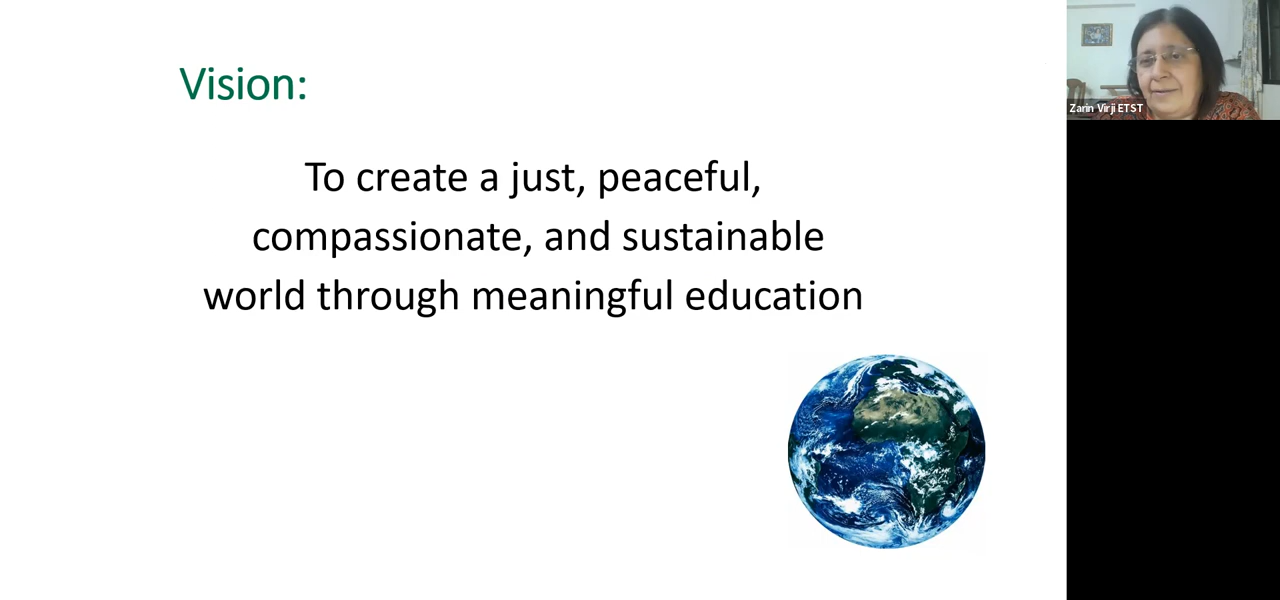 Vision:
To create a just, peaceful,
compassionate, and sustainable
world through meaningful education
Zarin Virji ETST